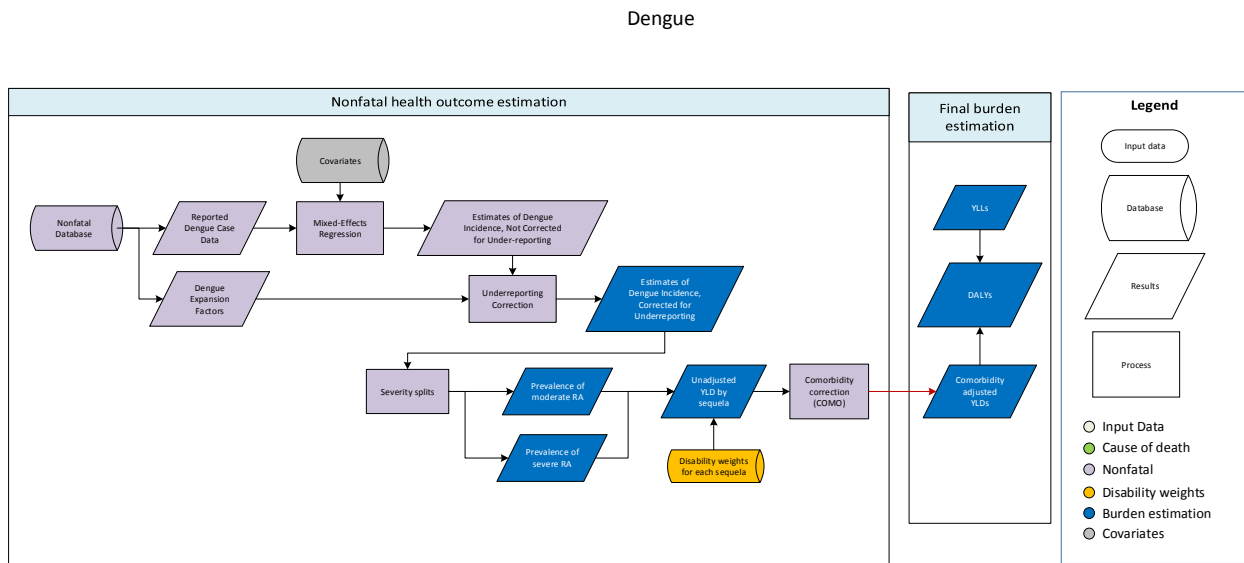 Dengue
Nonfatal health outcome estimation
Final burden
estimation
Legend
Covariates
Nonfatal
Database
Reported
Dengue Case
Data
Mixed-Effects
Regression
Estimates of Dengue
Incidence, Not Corrected
for Under-reporting
Dengue
Expansion
Factors
Underreporting
Correction
Estimates of
Dengue Incidence,
Corrected for
Underreporting
Severity splits
Prevalence of
moderate RA
Prevalence of
severe RA
Unadjusted
YLD by
sequela
Disability weights
for each sequela
Comorbidity
correction
(COMO)
YLLs
DALYs
Comorbidity
adjusted
YLDs
Input data
Database
Results
Process
Input Data
Cause of death
Nonfatal
Disability weights
Burden estimation
Covariates